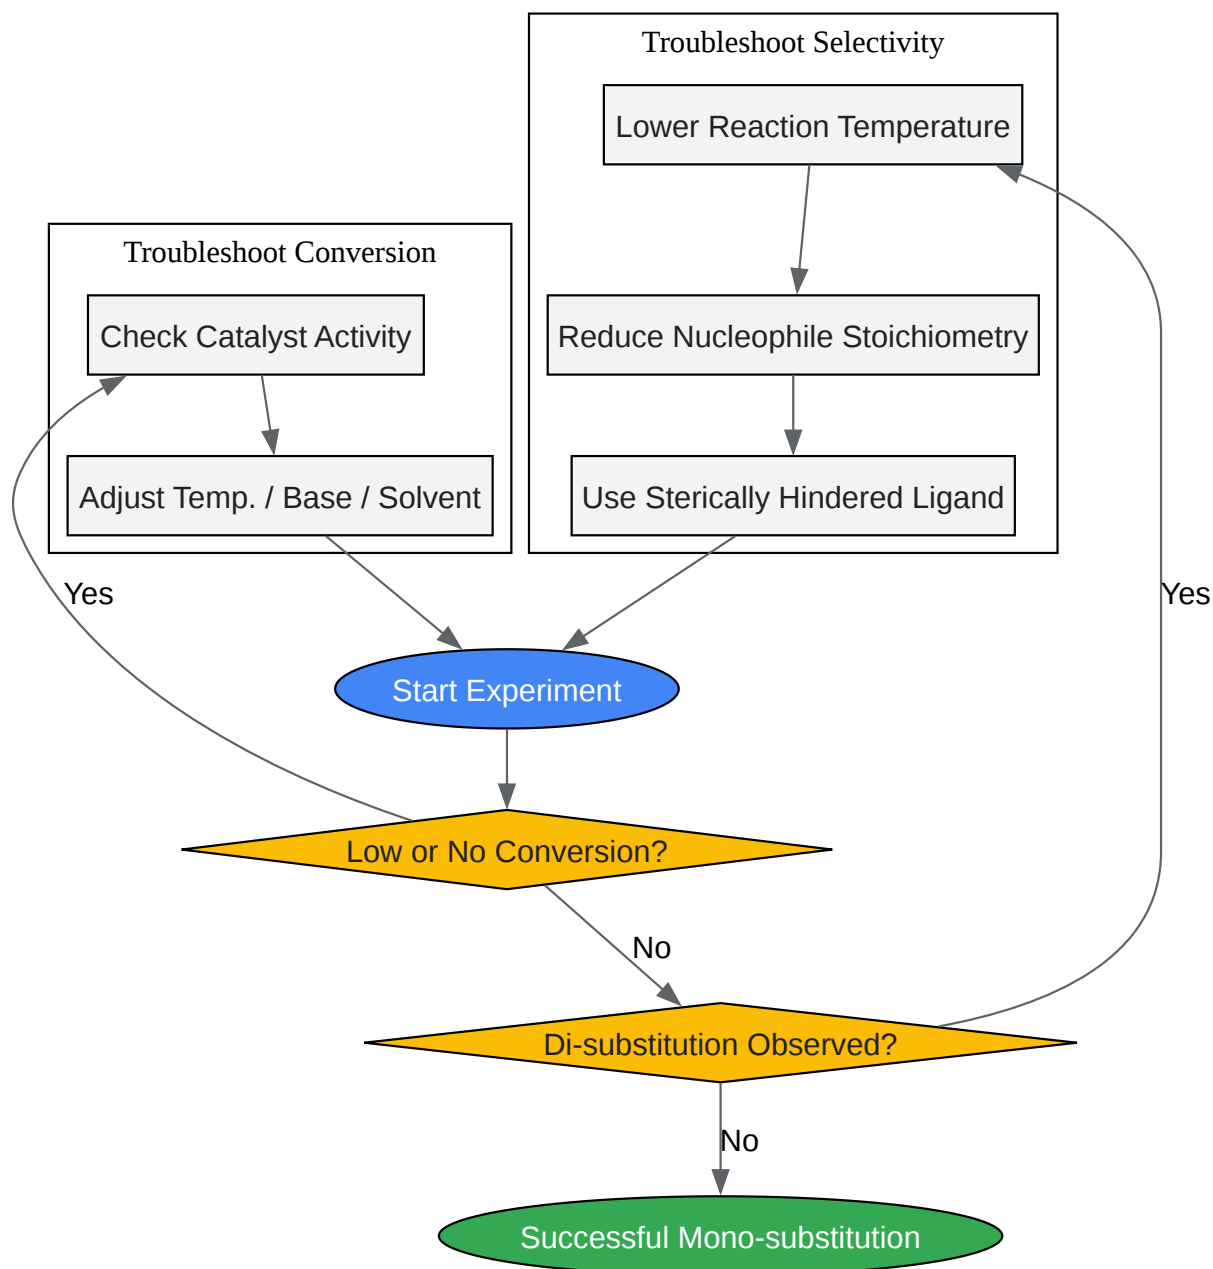 Troubleshoot Selectivity
Lower Reaction Temperature
Troubleshoot Conversion
Check Catalyst Activity
Reduce Nucleophile Stoichiometry
Adjust Temp. / Base / Solvent
Use Sterically Hindered Ligand
Yes
Yes
Start Experiment
Low or No Conversion?
No
Di-substitution Observed?
No
Successful Mono-substitution